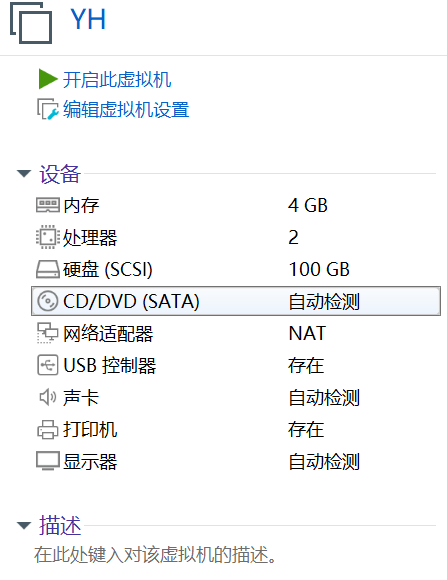 YH
开启此虚拟机
编辑虚拟机设置
设备
内存 4 GB
处理器 2
硬盘 (SCSI) 100 GB
CD/DVD (SATA) 自动检测
网络适配器 NAT
USB 控制器 存在
声卡 自动检测
打印机 存在
显示器 自动检测
描述
在此处键入对该虚拟机的描述。